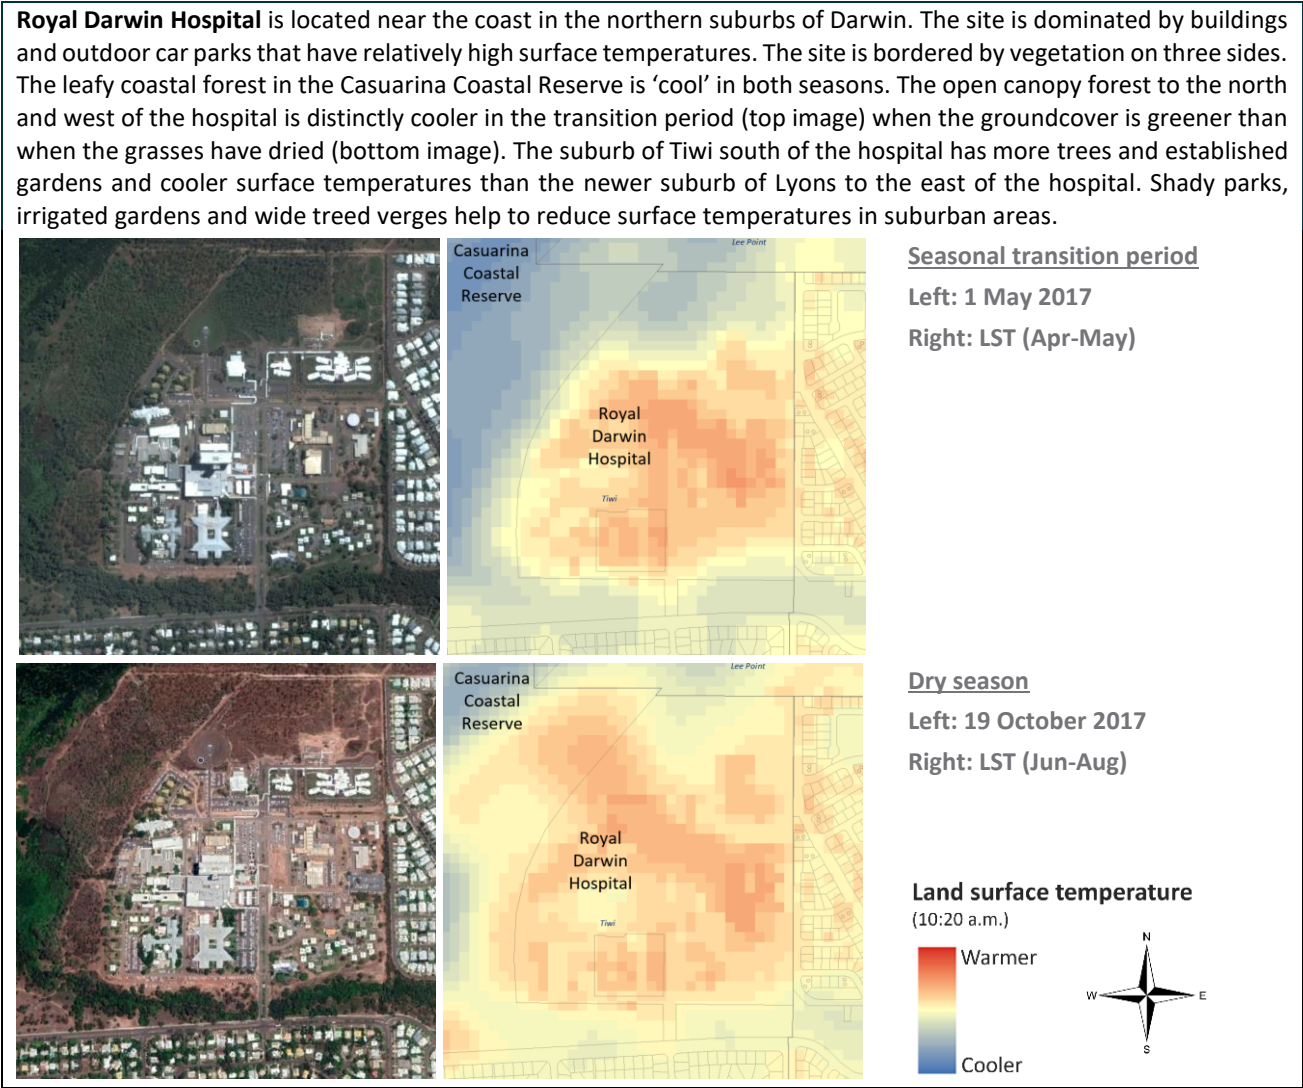 Royal Darwin Hospital is located near the coast in the northern suburbs of Darwin. The site is dominated by buildings
and outdoor car parks that have relatively high surface temperatures. The site is bordered by vegetation on three sides.
The leafy coastal forest in the Casuarina Coastal Reserve is ‘cool’ in both seasons. The open canopy forest to the north
and west of the hospital is distinctly cooler in the transition period (top image) when the groundcover is greener than
when the grasses have dried (bottom image). The suburb of Tiwi south of the hospital has more trees and established
gardens and cooler surface temperatures than the newer suburb of Lyons to the east of the hospital. Shady parks,
irrigated gardens and wide treed verges help to reduce surface temperatures in suburban areas.
Casuarina
Coastal
Reserve
Lee Point
Royal
Darwin
Hospital
Tiwi
Seasonal transition period
Left: 1 May 2017
Right: LST (Apr-May)
Casuarina
Coastal
Reserve
Lee Point
Royal
Darwin
Hospital
Tiwi
Dry season
Left: 19 October 2017
Right: LST (Jun-Aug)
Land surface temperature
(10:20 a.m.)
Warmer
Cooler
N
W
E
S